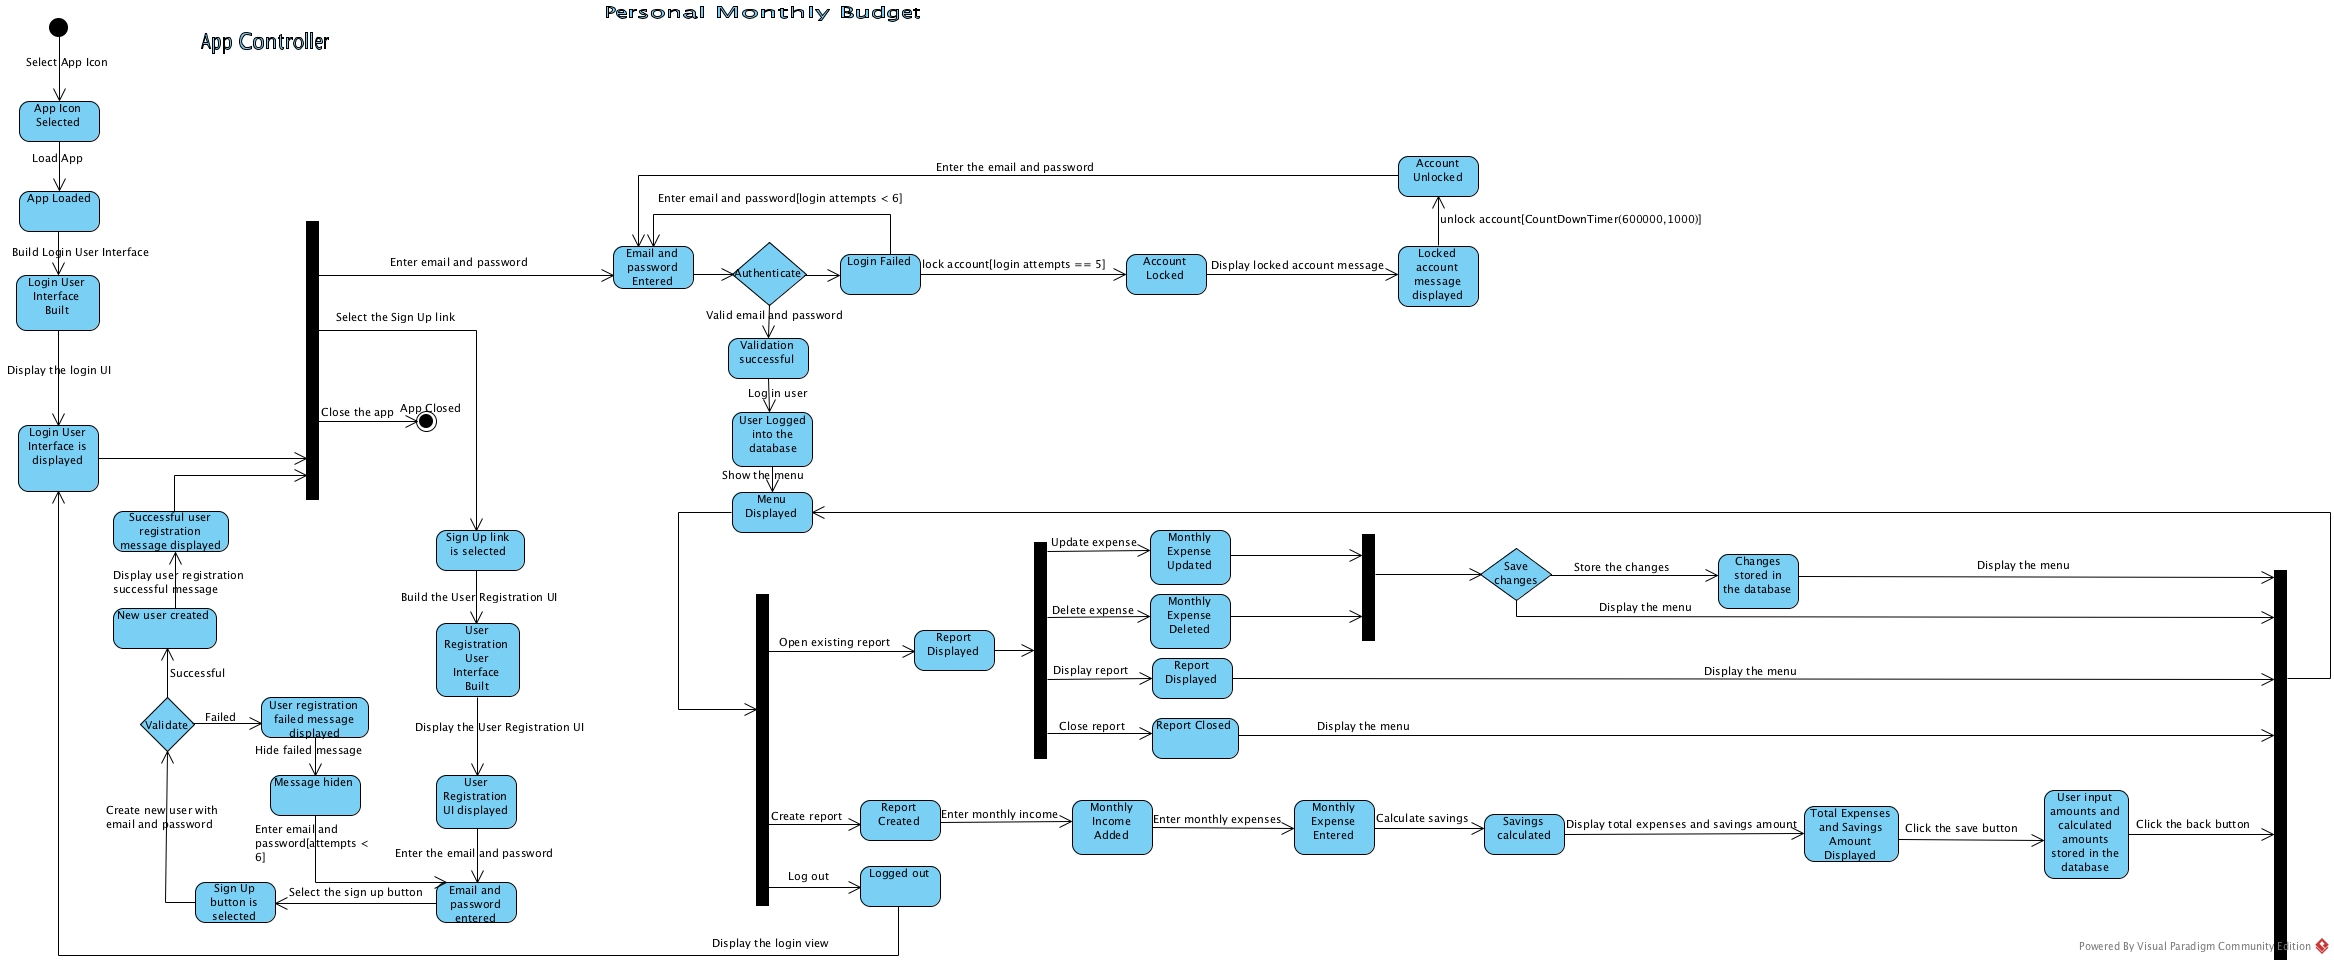 Personal Monthly Budget
App Controller
Select App Icon
App Icon
Selected
Load App
App Loaded
Build Login User Interface
Login User
Interface
Built
Display the login UI
Login User
Interface is
displayed
Enter email and password
Select the Sign Up link
Close the app
App Closed
Enter the email and password
Enter email and password[login attempts < 6]
Email and
password
Entered
Authenticate
Login Failed
lock account[login attempts == 5]
Account
Locked
Display locked account message
Locked
account
message
displayed
unlock account[CountDownTimer(600000,1000)]
Account
Unlocked
Valid email and password
Validation
successful
Log in user
User Logged
into the
database
Show the menu
Menu
Displayed
Successful user
registration
message displayed
Display user registration
successful message
New user created
Successful
Validate
Failed
User registration
failed message
displayed
Hide failed message
Message hiden
Enter email and
password[attempts <
6]
Create new user with
email and password
Sign Up
button is
selected
Select the sign up button
Sign Up link
is selected
Build the User Registration UI
User
Registration
User
Interface
Built
Display the User Registration UI
User
Registration
UI displayed
Enter the email and password
Email and
password
entered
Open existing report
Report
Displayed
Update expense
Monthly
Expense
Updated
Delete expense
Monthly
Expense
Deleted
Display report
Report
Displayed
Close report
Report Closed
Save
changes
Store the changes
Changes
stored in
the database
Display the menu
Display the menu
Display the menu
Display the menu
Create report
Report
Created
Enter monthly income
Monthly
Income
Added
Enter monthly expenses
Monthly
Expense
Entered
Calculate savings
Savings
calculated
Display total expenses and savings amount
Total Expenses
and Savings
Amount
Displayed
Click the save button
User input
amounts and
calculated
amounts
stored in the
database
Click the back button
Log out
Logged out
Display the login view
Powered By Visual Paradigm Community Edition